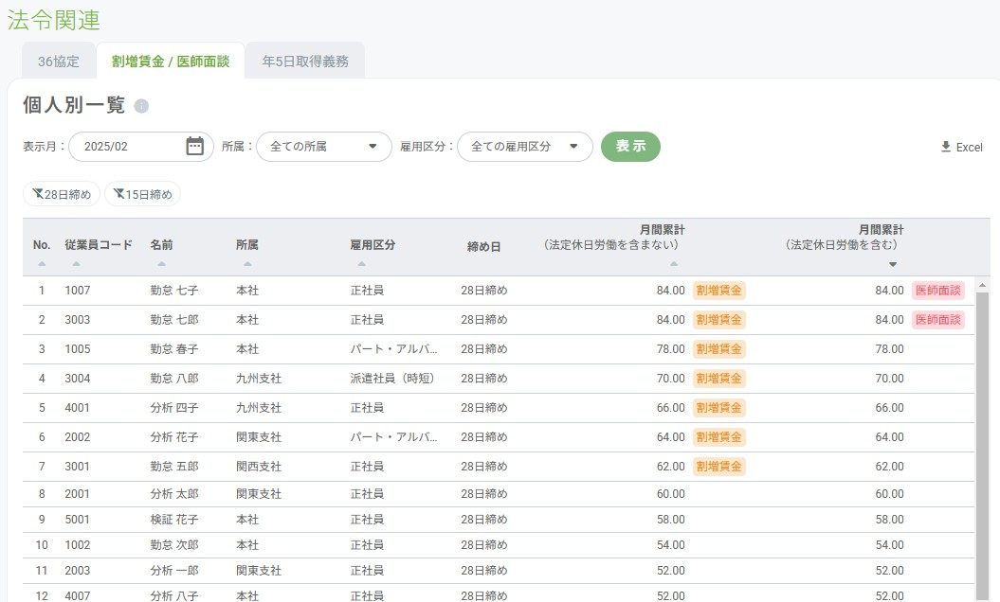 法令関連
36協定 割増賃金 / 医師面談 年5日取得義務
個人別一覧
表示月： 2025/02 所属： 全ての所属 雇用区分： 全ての雇用区分 表示 Excel
28日締め 15日締め
No. 従業員コード 名前 所属 雇用区分 締め日 月間累計（法定休日労働を含まない） 月間累計（法定休日労働を含む）
1 1007 勤怠 七子 本社 正社員 28日締め 84.00 割増賃金 84.00 医師面談
2 3003 勤怠 七郎 本社 正社員 28日締め 84.00 割増賃金 84.00 医師面談
3 1005 勤怠 春子 本社 パート・アルバ... 28日締め 78.00 割増賃金 78.00
4 3004 勤怠 八郎 九州支社 派遣社員（時短） 28日締め 70.00 割増賃金 70.00
5 4001 分析 四子 九州支社 正社員 28日締め 66.00 割増賃金 66.00
6 2002 分析 花子 関東支社 パート・アルバ... 28日締め 64.00 割増賃金 64.00
7 3001 勤怠 五郎 関西支社 正社員 28日締め 62.00 割増賃金 62.00
8 2001 分析 太郎 関東支社 正社員 28日締め 60.00 60.00
9 5001 検証 花子 本社 正社員 28日締め 58.00 58.00
10 1002 勤怠 次郎 本社 正社員 28日締め 54.00 54.00
11 2003 分析 一郎 関東支社 正社員 28日締め 52.00 52.00
12 4007 分析 八子 本社 正社員 28日締め 52.00 52.00